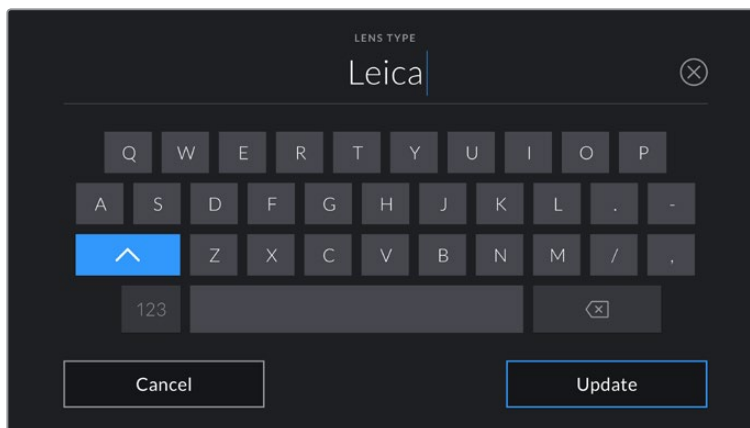 LENS TYPE
Leica
Q W E R T Y U I O P
A S D F G H J K L . -
Z X C V B N M / ,
123
Cancel Update